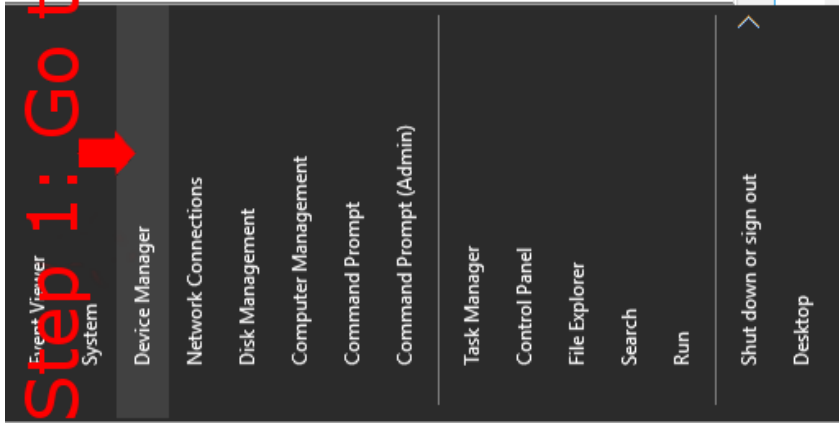 Step 1: Go t
Event Viewer
System
Device Manager
Network Connections
Disk Management
Computer Management
Command Prompt
Command Prompt (Admin)
Task Manager
Control Panel
File Explorer
Search
Run
Shut down or sign out
Desktop